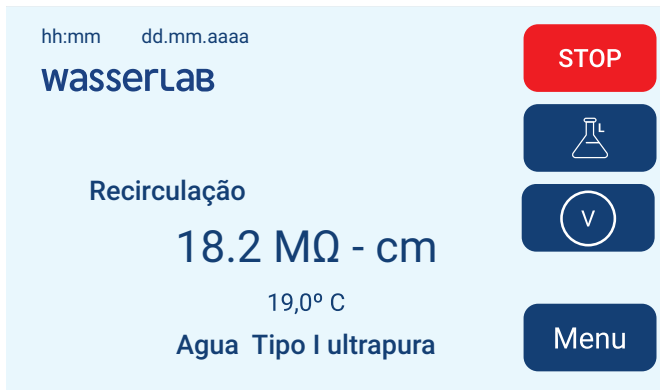 hh:mm dd.mm.aaaa
wasserLAB
STOP
L
Recirculação
V
18.2 MΩ - cm
19,0º C
Agua Tipo I ultrapura
Menu